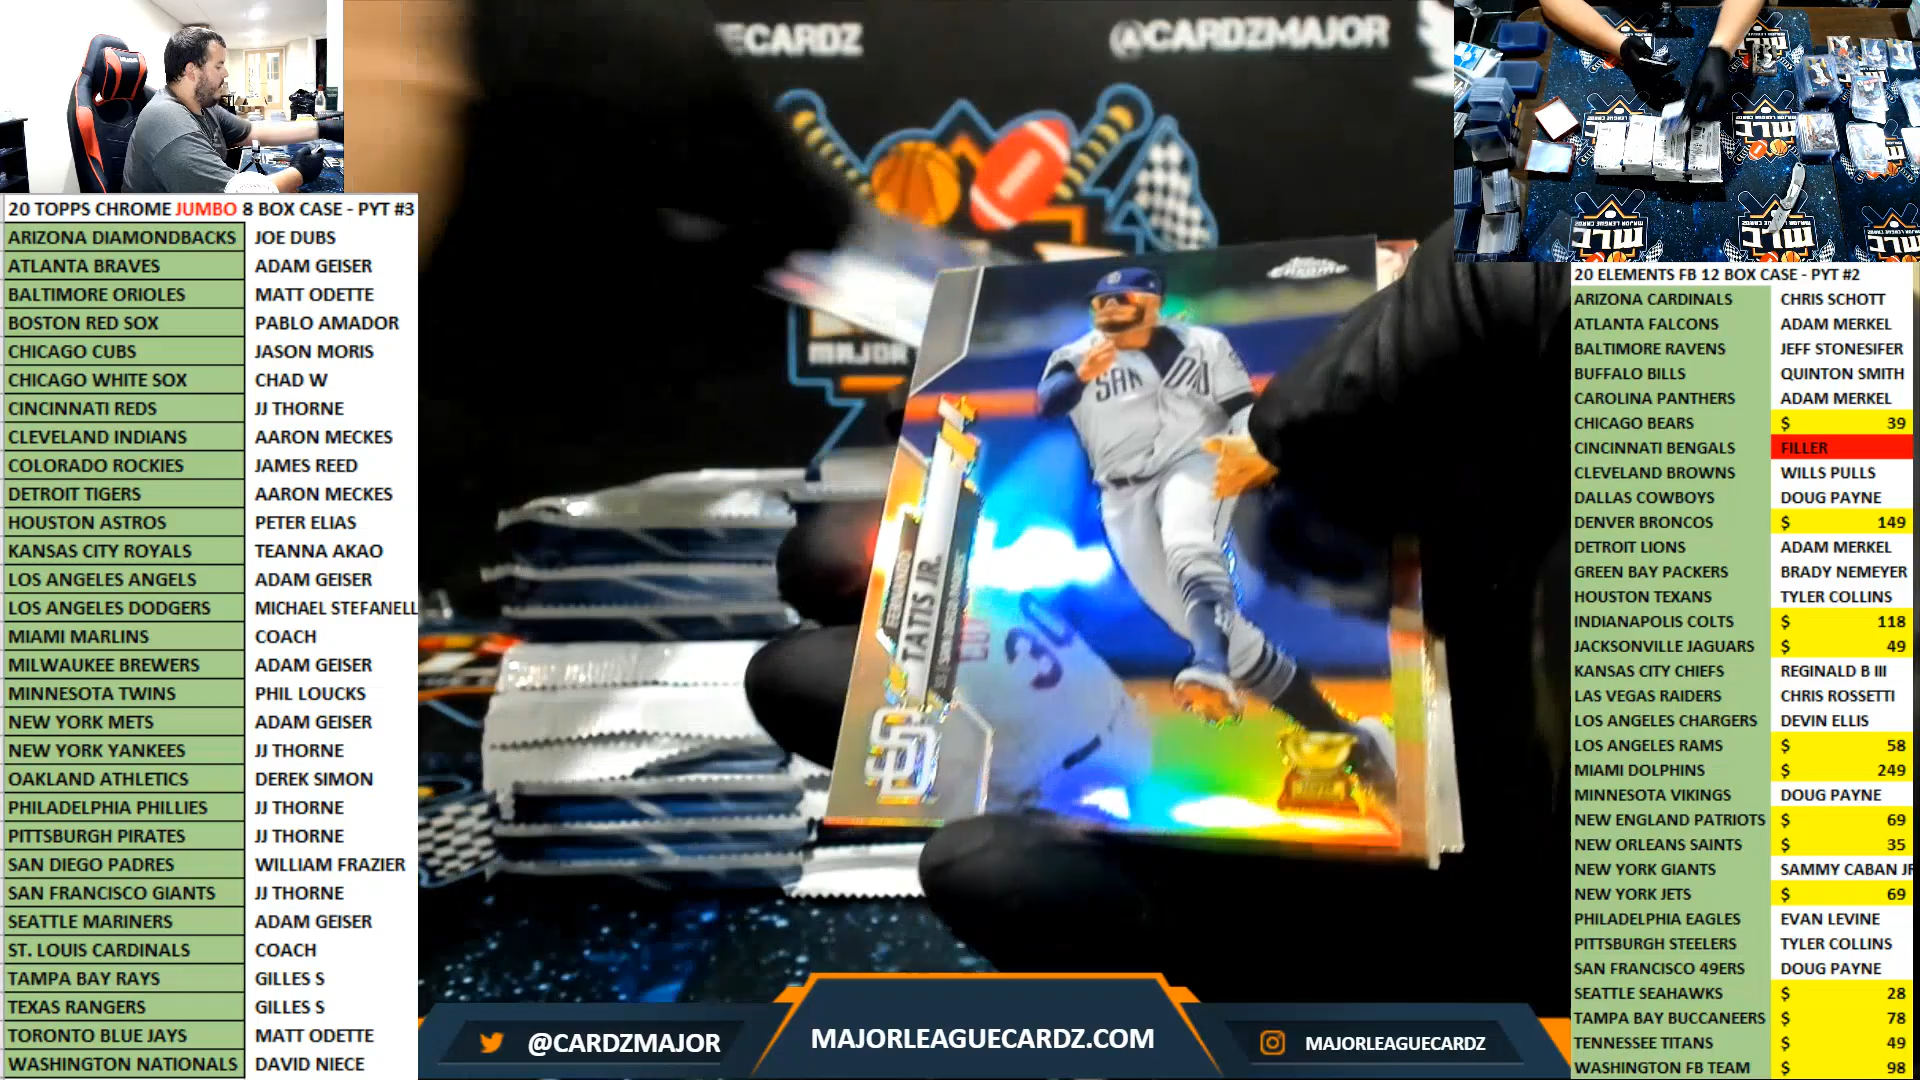 ECARDZ
@CARDZMAJOR
20 TOPPS CHROME JUMBO 8 BOX CASE - PYT #3
ARIZONA DIAMONDBACKS JOE DUBS
ATLANTA BRAVES ADAM GEISER
BALTIMORE ORIOLES MATT ODETTE
BOSTON RED SOX PABLO AMADOR
CHICAGO CUBS JASON MORIS
CHICAGO WHITE SOX CHAD W
CINCINNATI REDS JJ THORNE
CLEVELAND INDIANS AARON MECKES
COLORADO ROCKIES JAMES REED
DETROIT TIGERS AARON MECKES
HOUSTON ASTROS PETER ELIAS
KANSAS CITY ROYALS TEANNA AKAO
LOS ANGELES ANGELS ADAM GEISER
LOS ANGELES DODGERS MICHAEL STEFANELL
MIAMI MARLINS COACH
MILWAUKEE BREWERS ADAM GEISER
MINNESOTA TWINS PHIL LOUCKS
NEW YORK METS ADAM GEISER
NEW YORK YANKEES JJ THORNE
OAKLAND ATHLETICS DEREK SIMON
PHILADELPHIA PHILLIES JJ THORNE
PITTSBURGH PIRATES JJ THORNE
SAN DIEGO PADRES WILLIAM FRAZIER
SAN FRANCISCO GIANTS JJ THORNE
SEATTLE MARINERS ADAM GEISER
ST. LOUIS CARDINALS COACH
TAMPA BAY RAYS GILLES S
TEXAS RANGERS GILLES S
TORONTO BLUE JAYS MATT ODETTE
WASHINGTON NATIONALS DAVID NIECE
MAJOR
Topps CHROME
SAN DIEGO
30
FERNANDO
TATIS JR.
SD
@CARDZMAJOR
MAJORLEAGUECARDZ.COM
MAJORLEAGUECARDZ
20 ELEMENTS FB 12 BOX CASE - PYT #2
ARIZONA CARDINALS CHRIS SCHOTT
ATLANTA FALCONS ADAM MERKEL
BALTIMORE RAVENS JEFF STONESIFER
BUFFALO BILLS QUINTON SMITH
CAROLINA PANTHERS ADAM MERKEL
CHICAGO BEARS $ 39
CINCINNATI BENGALS FILLER
CLEVELAND BROWNS WILLS PULLS
DALLAS COWBOYS DOUG PAYNE
DENVER BRONCOS $ 149
DETROIT LIONS ADAM MERKEL
GREEN BAY PACKERS BRADY NEMEYER
HOUSTON TEXANS TYLER COLLINS
INDIANAPOLIS COLTS $ 118
JACKSONVILLE JAGUARS $ 49
KANSAS CITY CHIEFS REGINALD B III
LAS VEGAS RAIDERS CHRIS ROSSETTI
LOS ANGELES CHARGERS DEVIN ELLIS
LOS ANGELES RAMS $ 58
MIAMI DOLPHINS $ 249
MINNESOTA VIKINGS DOUG PAYNE
NEW ENGLAND PATRIOTS $ 69
NEW ORLEANS SAINTS $ 35
NEW YORK GIANTS SAMMY CABAN JR
NEW YORK JETS $ 69
PHILADELPHIA EAGLES EVAN LEVINE
PITTSBURGH STEELERS TYLER COLLINS
SAN FRANCISCO 49ERS DOUG PAYNE
SEATTLE SEAHAWKS $ 28
TAMPA BAY BUCCANEERS $ 78
TENNESSEE TITANS $ 49
WASHINGTON FB TEAM $ 98